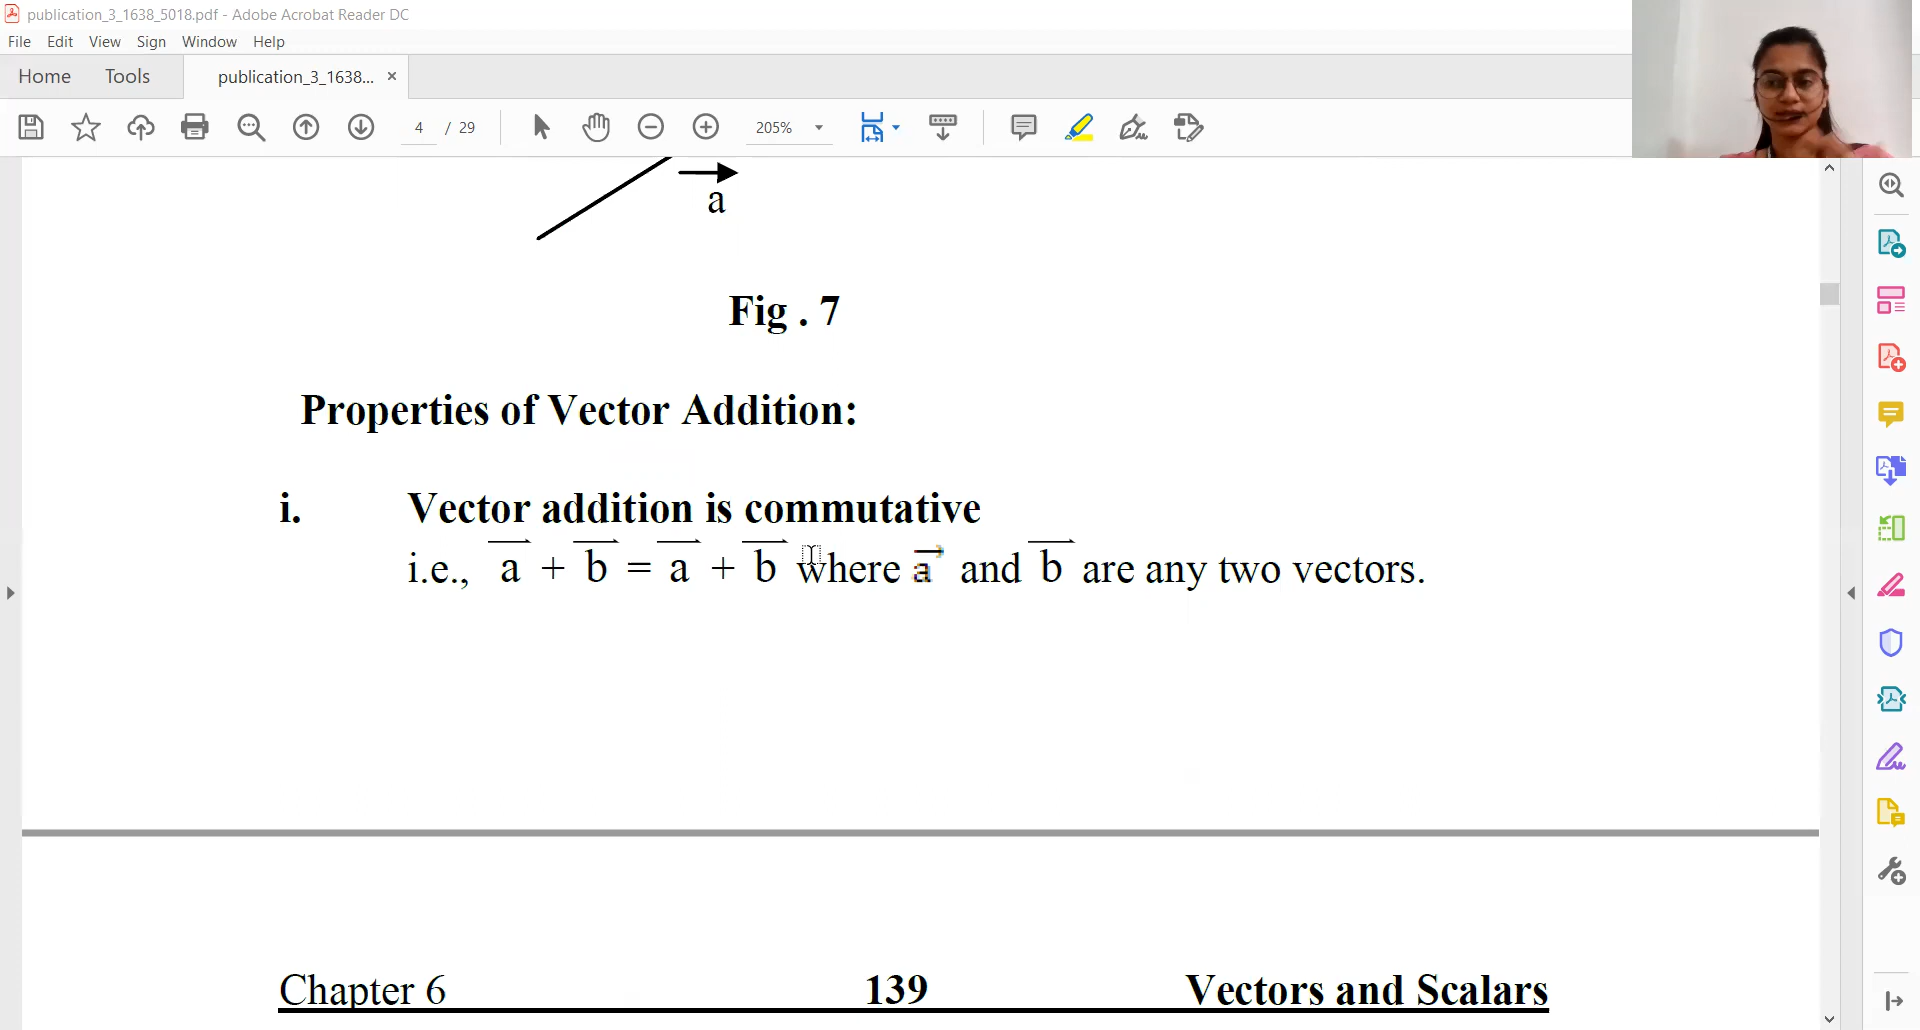 publication_3_1638_5018.pdf - Adobe Acrobat Reader DC
File Edit View Sign Window Help
Home Tools publication_3_1638... ×
4 / 29 205%
a
Fig . 7
Properties of Vector Addition:
i. Vector addition is commutative
i.e., a⃗ + b⃗ = a⃗ + b⃗ where a⃗ and b⃗ are any two vectors.
Chapter 6 139 Vectors and Scalars